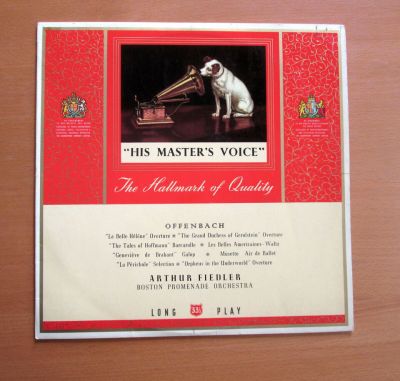 "HIS MASTER'S VOICE"
The Hallmark of Quality
OFFENBACH
"La Belle Hélène" Overture ★ "The Grand Duchess of Gerolstein" Overture
"The Tales of Hoffmann" Barcarolle ★ Les Belles Americaines–Waltz
"Geneviève de Brabant" Galop ★ Musette Air de Ballet
"La Périchole" Selection ★ "Orpheus in the Underworld" Overture
ARTHUR FIEDLER
BOSTON PROMENADE ORCHESTRA
LONG 33⅓ PLAY